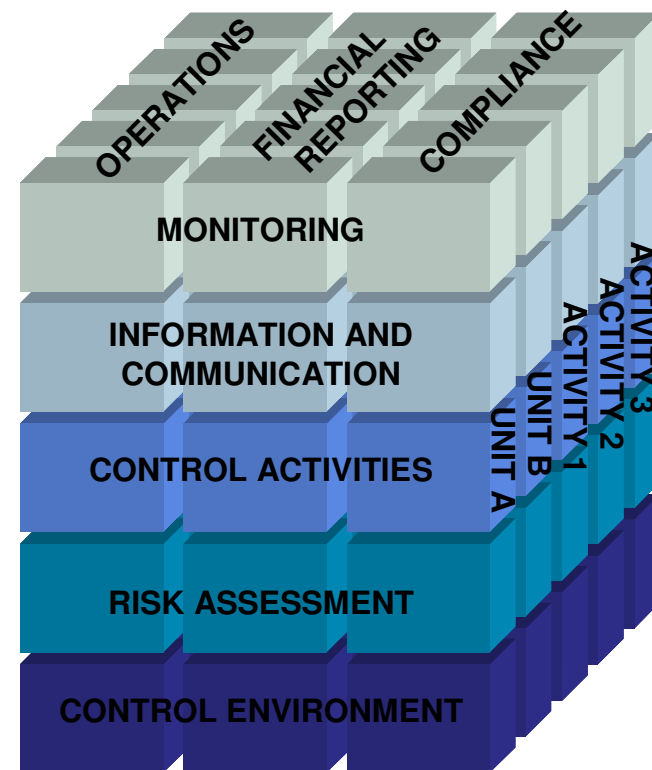 OPERATIONS
FINANCIAL
REPORTING
COMPLIANCE
MONITORING
INFORMATION AND
COMMUNICATION
CONTROL ACTIVITIES
RISK ASSESSMENT
CONTROL ENVIRONMENT
UNIT A
UNIT B
ACTIVITY 1
ACTIVITY 2
ACTIVITY 3